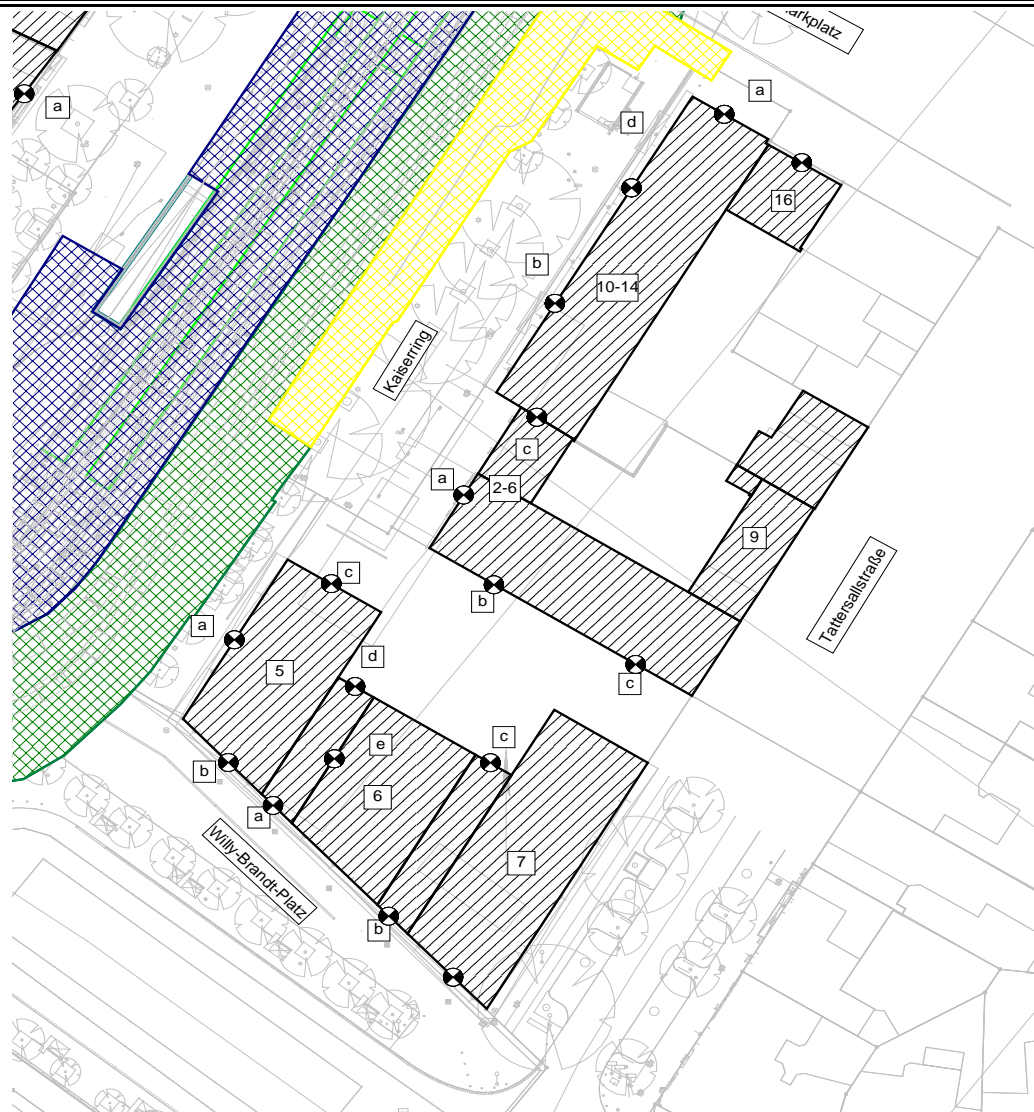 arkplatz
a
a
d
16
b
10-14
Kaiserring
c
a
2-6
9
b
c
Tattersallstraße
c
a
d
5
e
c
b
6
a
7
b
Willy-Brandt-Platz